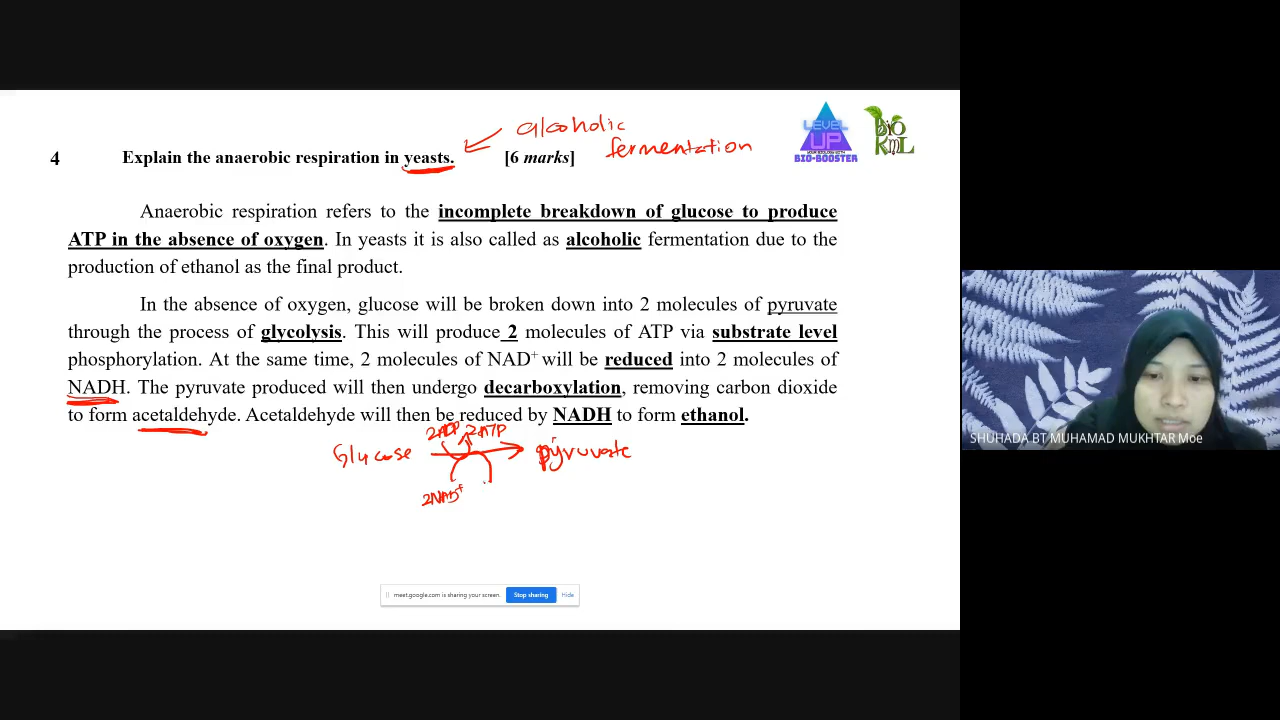 alcoholic
fermentation
LEVEL
UP
YOUR BIOLOGY WITH
BIO-BOOSTER
BIO
KML
4 Explain the anaerobic respiration in yeasts. [6 marks]
Anaerobic respiration refers to the incomplete breakdown of glucose to produce
ATP in the absence of oxygen. In yeasts it is also called as alcoholic fermentation due to the
production of ethanol as the final product.
In the absence of oxygen, glucose will be broken down into 2 molecules of pyruvate
through the process of glycolysis. This will produce 2 molecules of ATP via substrate level
phosphorylation. At the same time, 2 molecules of NAD⁺ will be reduced into 2 molecules of
NADH. The pyruvate produced will then undergo decarboxylation, removing carbon dioxide
to form acetaldehyde. Acetaldehyde will then be reduced by NADH to form ethanol.
2ADP 2ATP
Glucose pyruvate
2NAD⁺
meet.google.com is sharing your screen. Stop sharing Hide
SHUHADA BT MUHAMAD MUKHTAR Moe